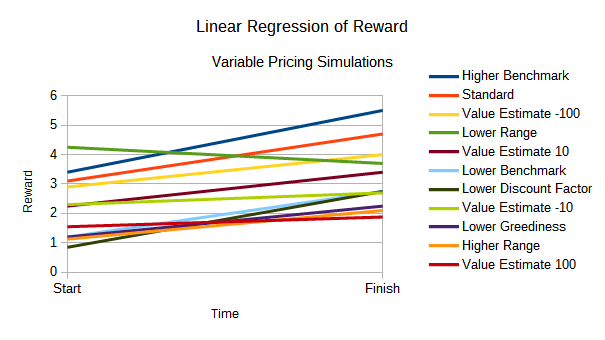 Linear Regression of Reward
Variable Pricing Simulations
Higher Benchmark
Standard
Value Estimate -100
Lower Range
Value Estimate 10
Lower Benchmark
Lower Discount Factor
Value Estimate -10
Lower Greediness
Higher Range
Value Estimate 100
Reward
6
5
4
3
2
1
0
Start Finish
Time